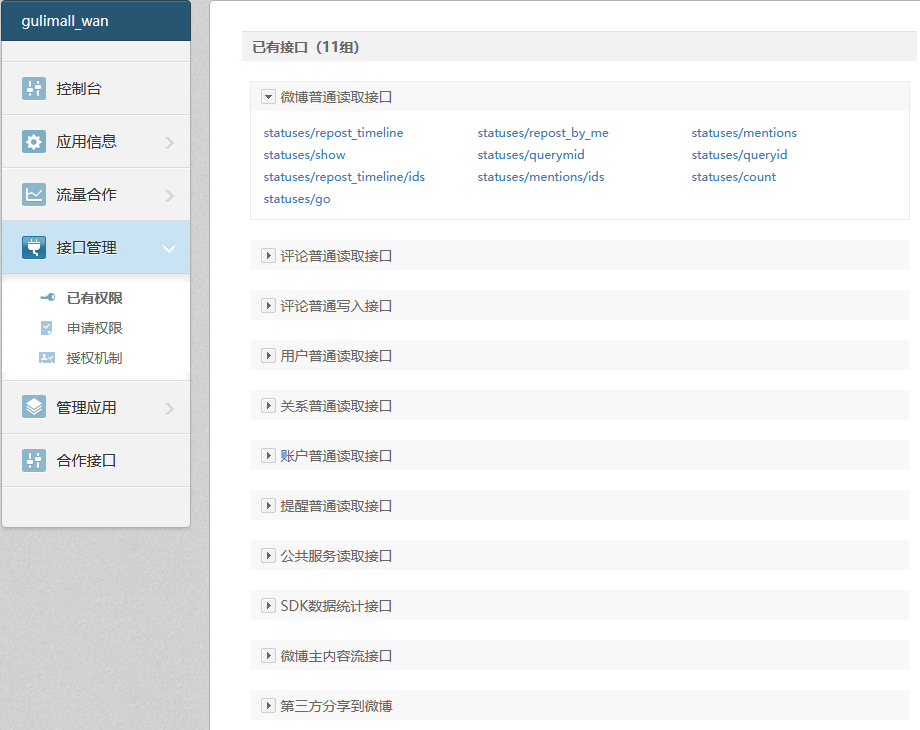 gulimall_wan
控制台
应用信息
流量合作
接口管理
已有权限
申请权限
授权机制
管理应用
合作接口
已有接口（11组）
微博普通读取接口
statuses/repost_timeline statuses/repost_by_me statuses/mentions
statuses/show statuses/querymid statuses/queryid
statuses/repost_timeline/ids statuses/mentions/ids statuses/count
statuses/go
评论普通读取接口
评论普通写入接口
用户普通读取接口
关系普通读取接口
账户普通读取接口
提醒普通读取接口
公共服务读取接口
SDK数据统计接口
微博主内容流接口
第三方分享到微博